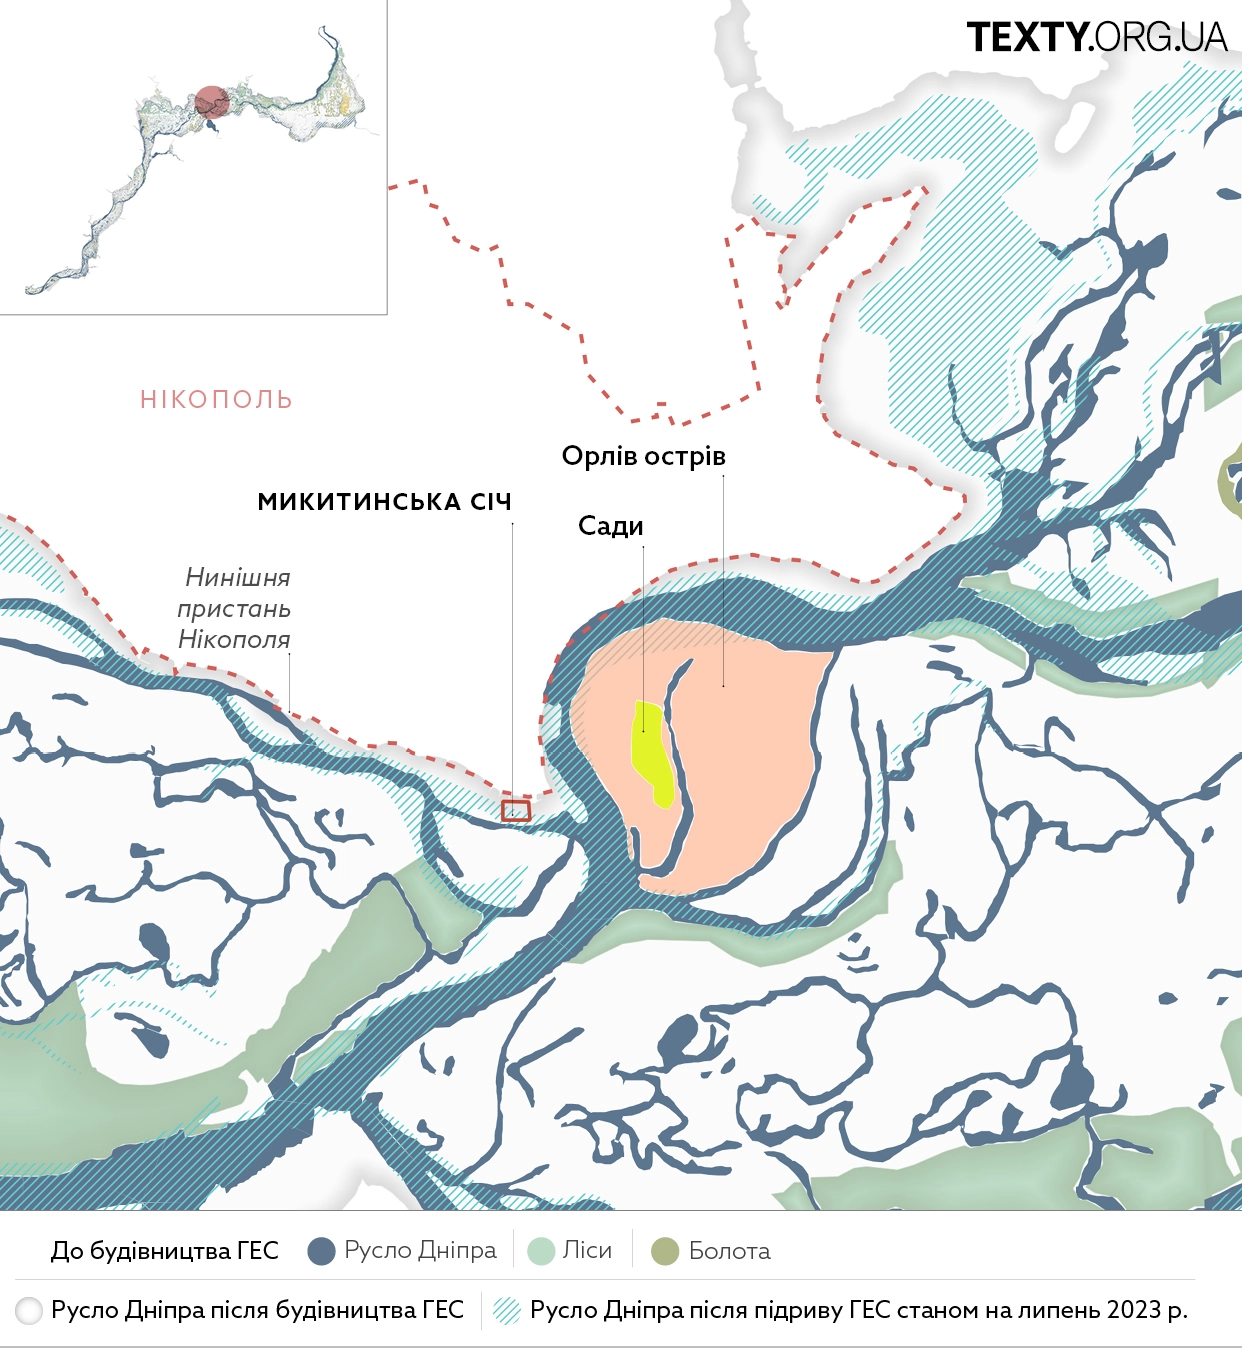 TEXTY.ORG.UA
НІКОПОЛЬ
Орлів острів
МИКИТИНСЬКА СІЧ
Сади
Нинішня
пристань
Нікополя
До будівництва ГЕС
Русло Дніпра
Ліси
Болота
Русло Дніпра після будівництва ГЕС
Русло Дніпра після підриву ГЕС станом на липень 2023 р.